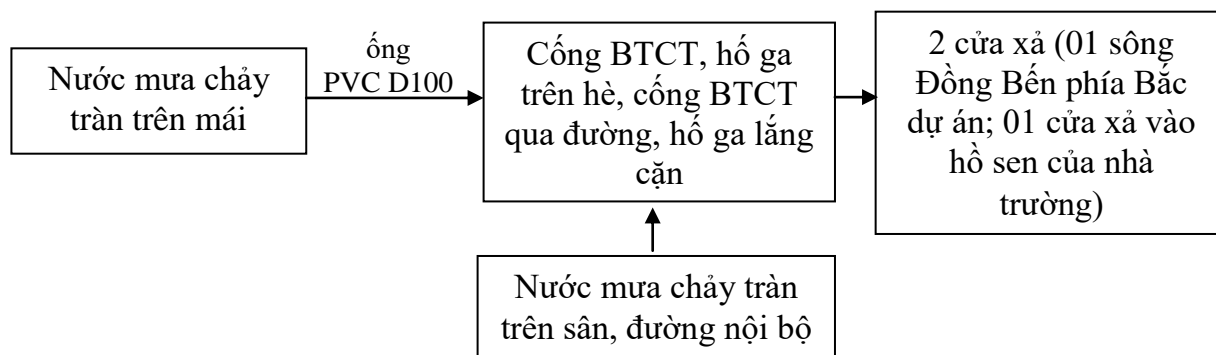 Nước mưa chảy
tràn trên mái
ống
PVC D100
Cống BTCT, hố ga
trên hè, cống BTCT
qua đường, hố ga lắng
cặn
2 cửa xả (01 sông
Đồng Bến phía Bắc
dự án; 01 cửa xả vào
hồ sen của nhà
trường)
Nước mưa chảy tràn
trên sân, đường nội bộ